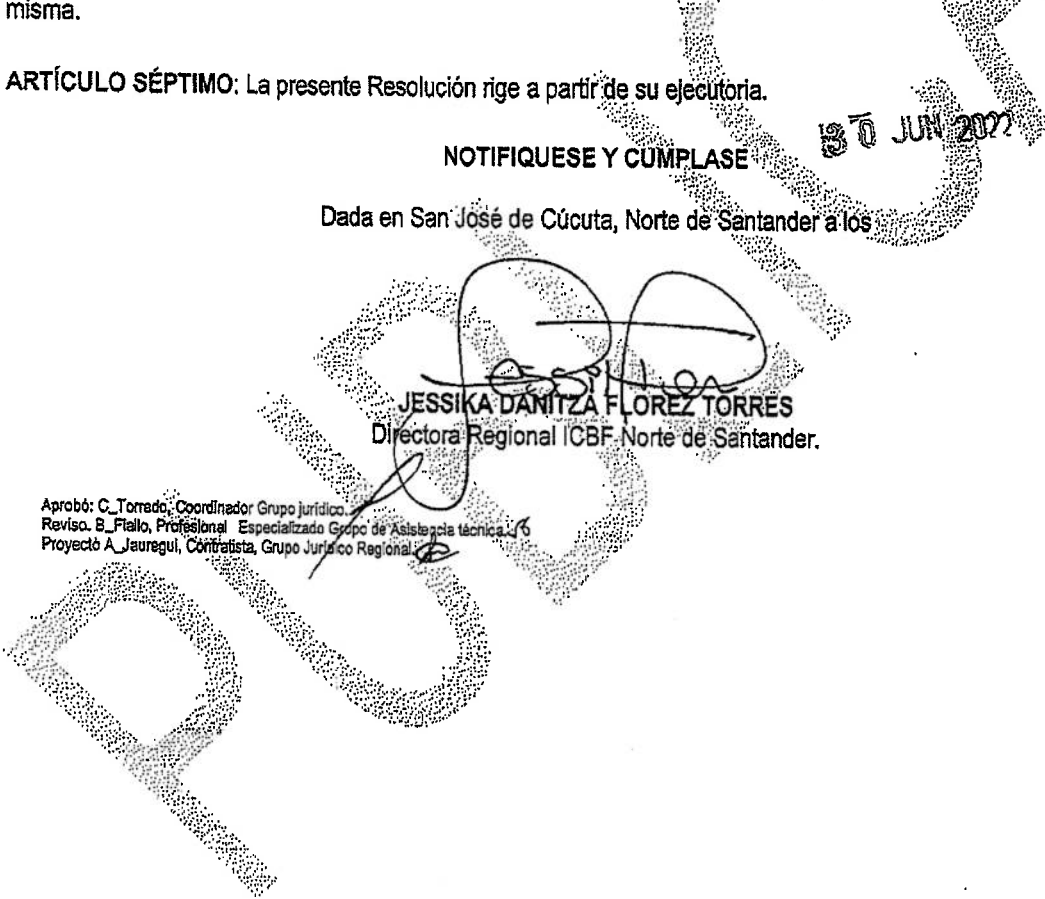 misma.
ARTÍCULO SÉPTIMO: La presente Resolución rige a partir de su ejecutoria.
30 JUN 2022
NOTIFIQUESE Y CUMPLASE
Dada en San José de Cúcuta, Norte de Santander a los
JESSIKA DANITZA FLOREZ TORRES
Directora Regional ICBF Norte de Santander.
Aprobó: C_Torrado, Coordinador Grupo jurídico.
Reviso. B_Fiallo, Profesional Especializado Grupo de Asistencia técnica.
Proyectó A_Jauregui, Contratista, Grupo Jurídico Regional.